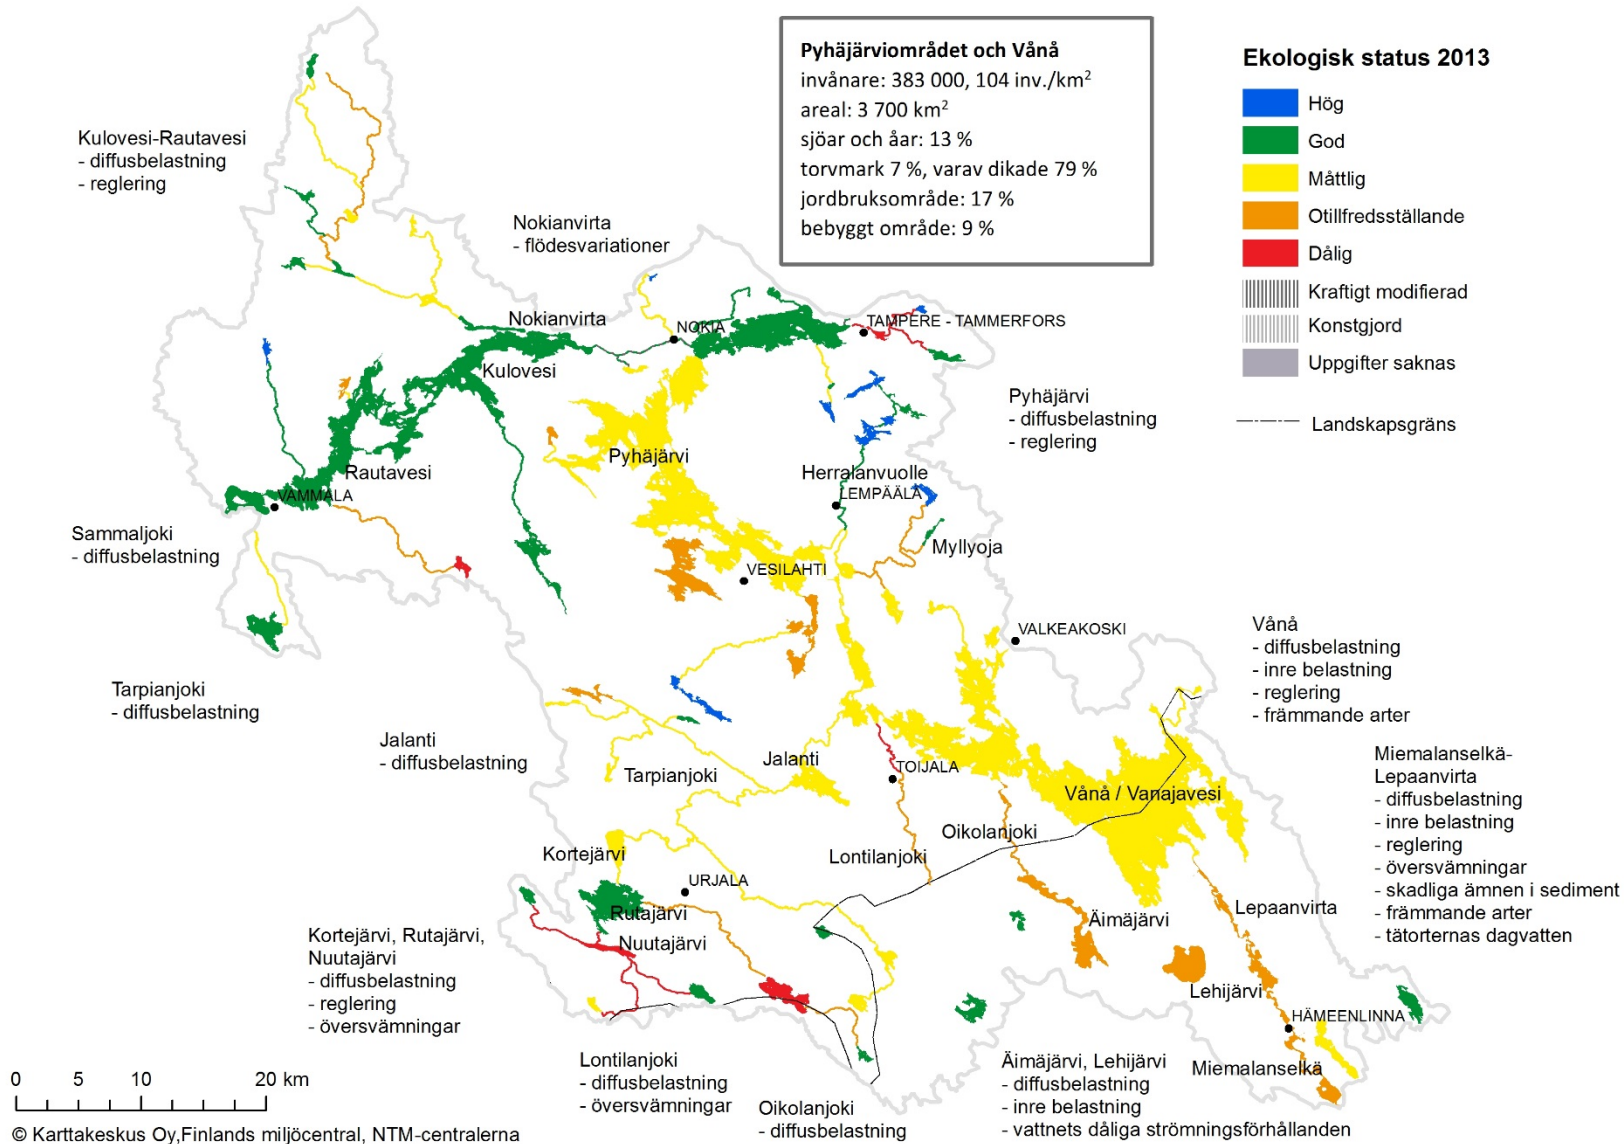 Pyhäjärviområdet och Vånå
invånare: 383 000, 104 inv./km²
areal: 3 700 km²
sjöar och åar: 13 %
torvmark 7 %, varav dikade 79 %
jordbruksområde: 17 %
bebyggt område: 9 %
Ekologisk status 2013
Hög
God
Måttlig
Otillfredsställande
Dålig
Kraftigt modifierad
Konstgjord
Uppgifter saknas
Landskapsgräns
Kulovesi-Rautavesi
- diffusbelastning
- reglering
Nokianvirta
- flödesvariationer
Nokianvirta
NOKIA
TAMPERE - TAMMERFORS
Kulovesi
Pyhäjärvi
- diffusbelastning
- reglering
Pyhäjärvi
Rautavesi
VAMMALA
Herralanvuolle
LEMPÄÄLÄ
Myllyoja
Sammaljoki
- diffusbelastning
VESILAHTI
VALKEAKOSKI
Vånå
- diffusbelastning
- inre belastning
- reglering
- främmande arter
Tarpianjoki
- diffusbelastning
Jalanti
- diffusbelastning
Jalanti
Tarpianjoki
TOIJALA
Vånå / Vanajavesi
Miemalanselkä-
Lepaanvirta
- diffusbelastning
- inre belastning
- reglering
- översvämningar
- skadliga ämnen i sediment
- främmande arter
- tätorternas dagvatten
Oikolanjoki
Lontilanjoki
Kortejärvi
URJALA
Rutajärvi
Nuutajärvi
Äimäjärvi
Lepaanvirta
Lehijärvi
HÄMEENLINNA
Miemalanselkä
Kortejärvi, Rutajärvi,
Nuutajärvi
- diffusbelastning
- reglering
- översvämningar
Lontilanjoki
- diffusbelastning
- översvämningar
Oikolanjoki
- diffusbelastning
Äimäjärvi, Lehijärvi
- diffusbelastning
- inre belastning
- vattnets dåliga strömningsförhållanden
0 5 10 20 km
© Karttakeskus Oy,Finlands miljöcentral, NTM-centralerna